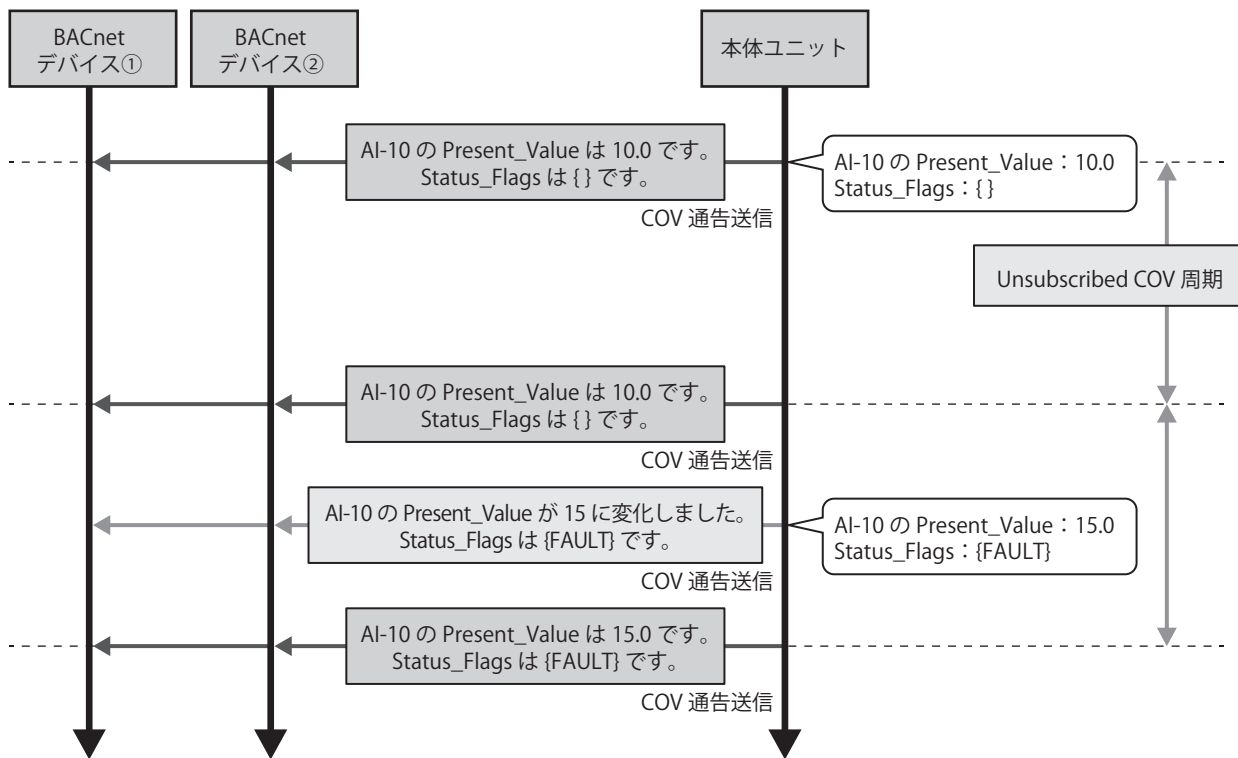 BACnet
デバイス①
BACnet
デバイス②
本体ユニット
AI-10 の Present_Value は 10.0 です。
Status_Flags は { } です。
COV 通告送信
AI-10 の Present_Value：10.0
Status_Flags：{ }
Unsubscribed COV 周期
AI-10 の Present_Value は 10.0 です。
Status_Flags は { } です。
COV 通告送信
AI-10 の Present_Value が 15 に変化しました。
Status_Flags は {FAULT} です。
COV 通告送信
AI-10 の Present_Value：15.0
Status_Flags：{FAULT}
AI-10 の Present_Value は 15.0 です。
Status_Flags は {FAULT} です。
COV 通告送信